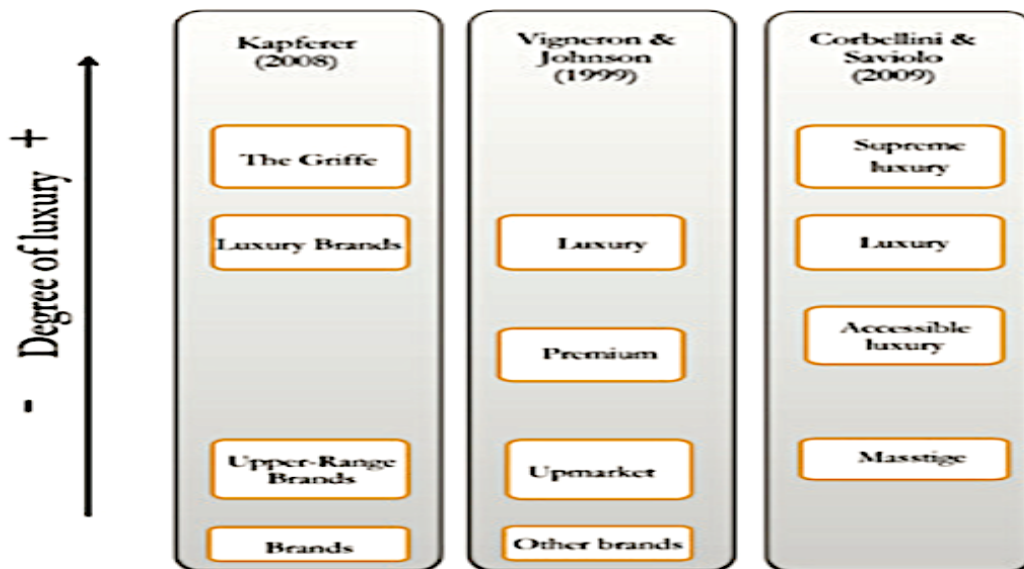 +
Degree of luxury
-
Kapferer
(2008)
The Griffe
Luxury Brands
Upper-Range
Brands
Brands
Vigneron &
Johnson
(1999)
Luxury
Premium
Upmarket
Other brands
Corbellini &
Saviolo
(2009)
Supreme
luxury
Luxury
Accessible
luxury
Masstige